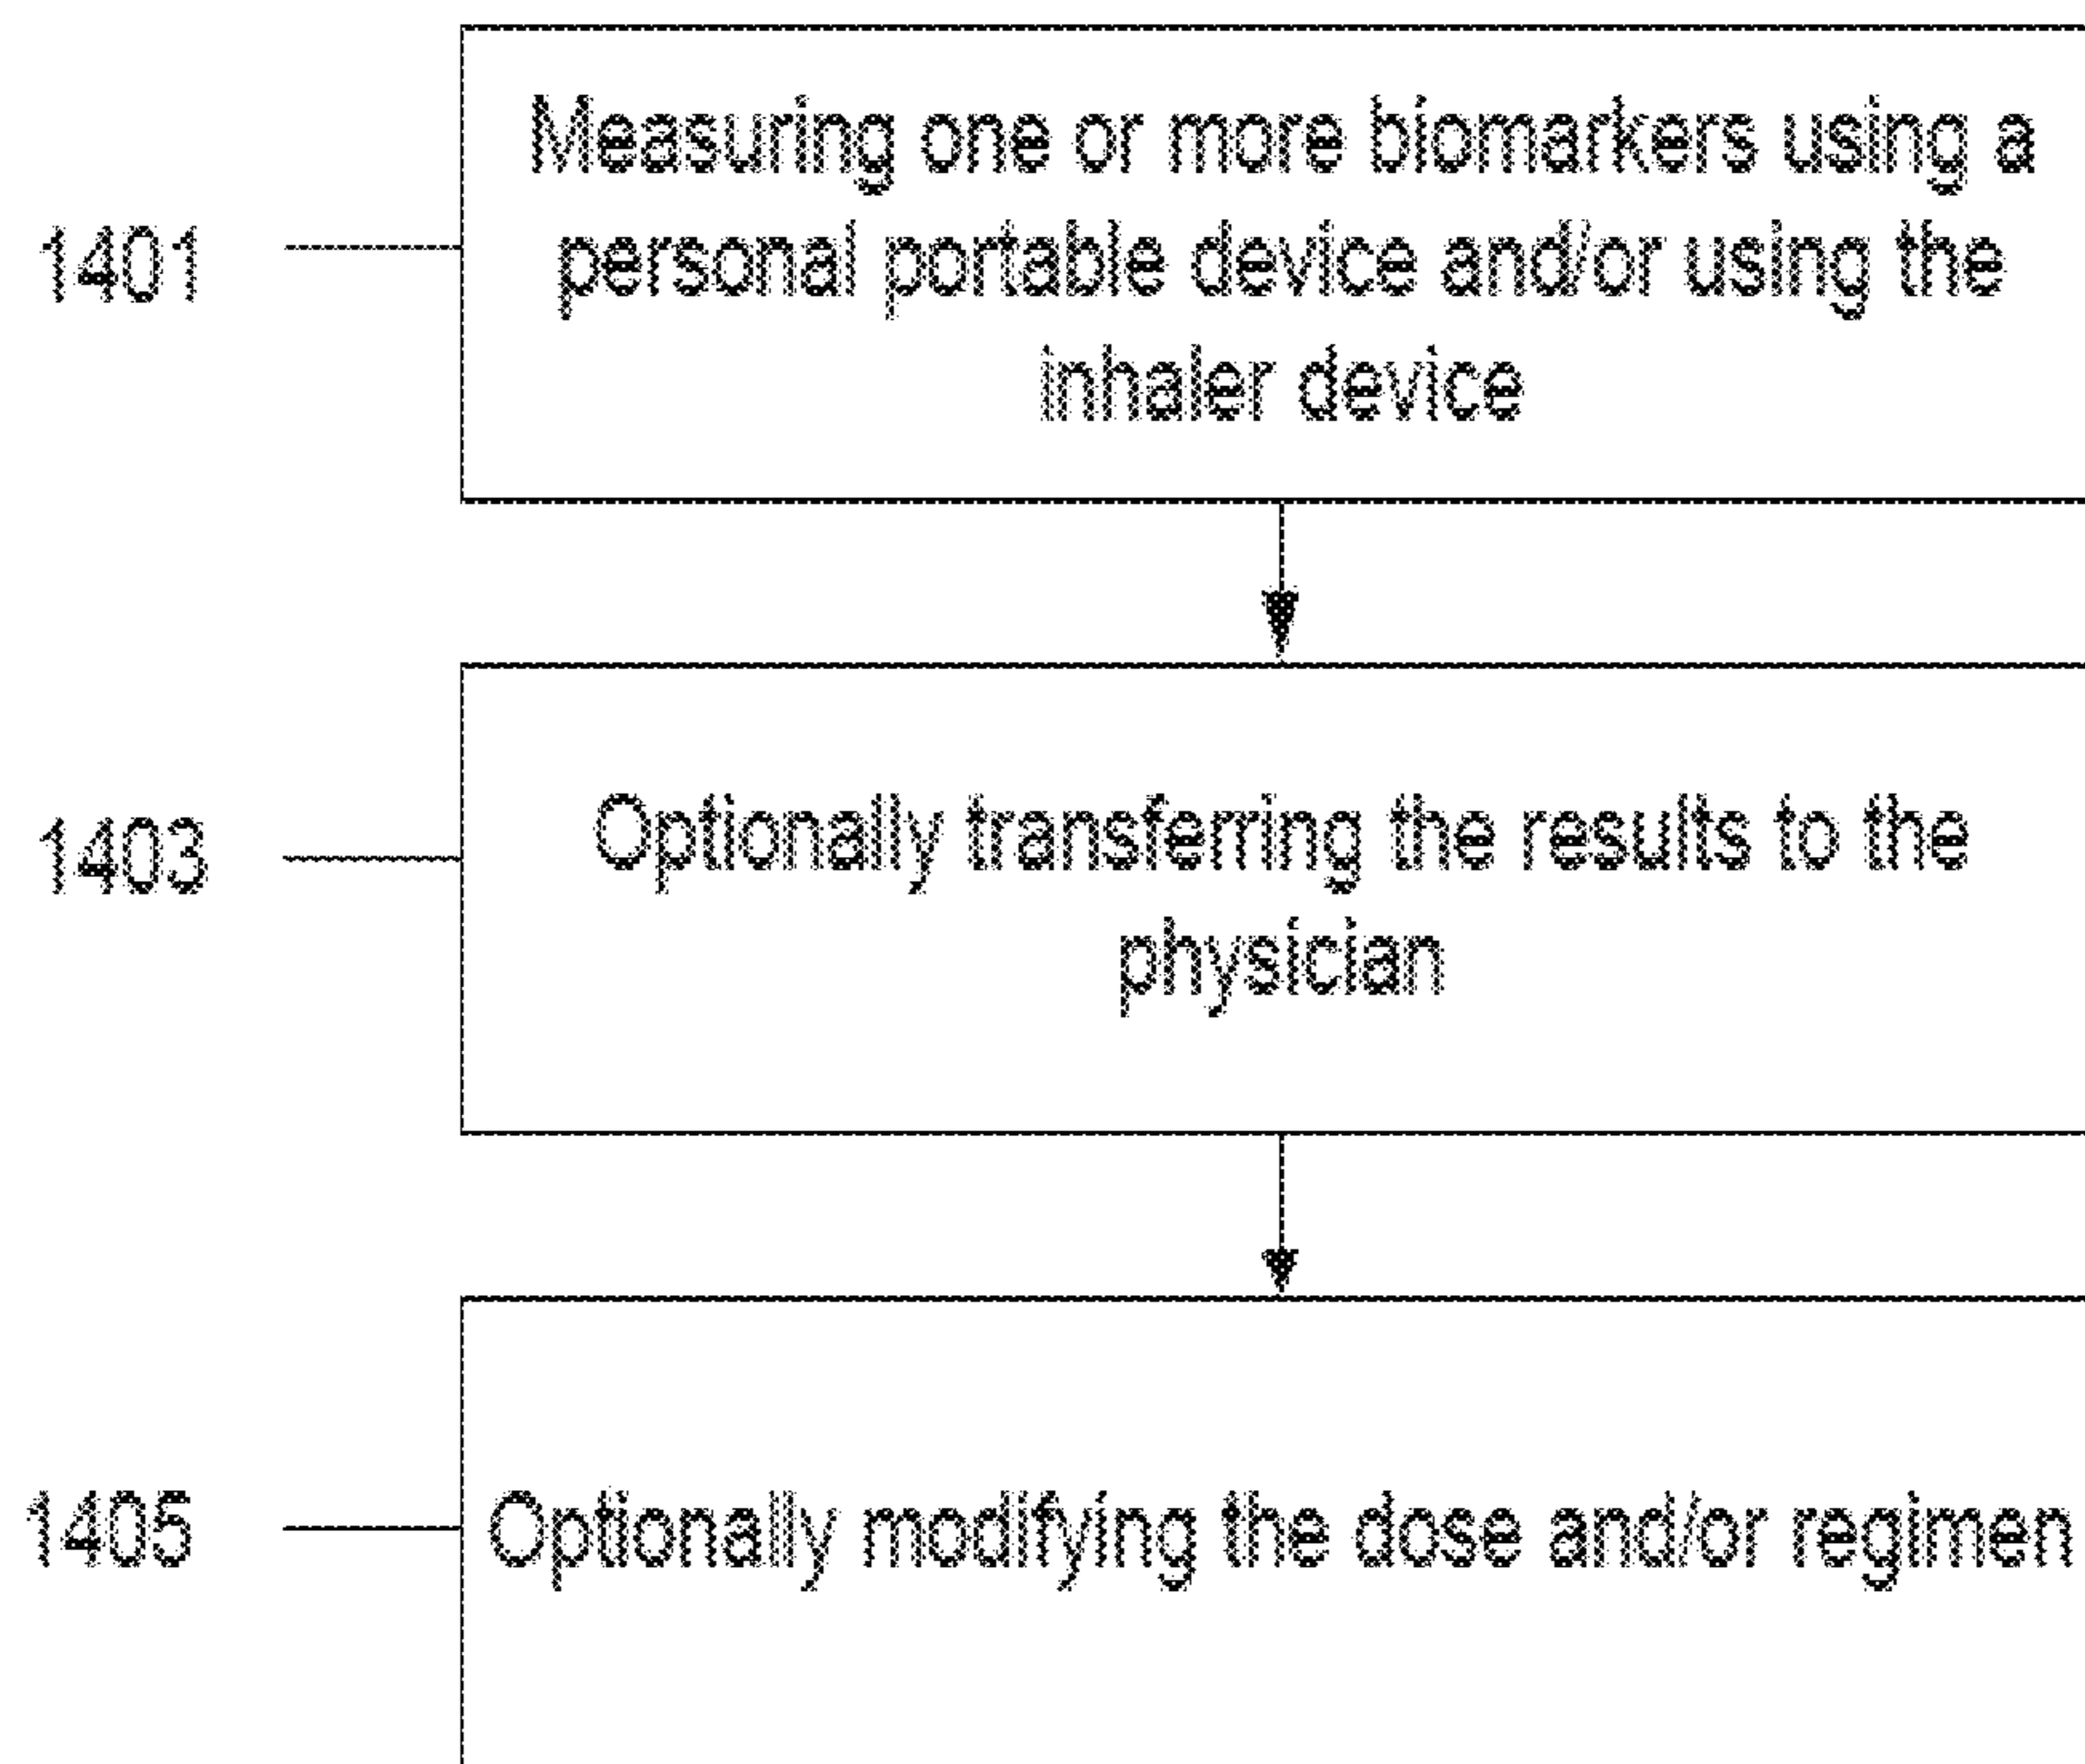 Measuring one or more biomarkers using a
1401
personal portable device and/or using the
inhaler device
1403
Optionally transferring the results to the
physician
1405
Optionally modifying the dose and/or regimen